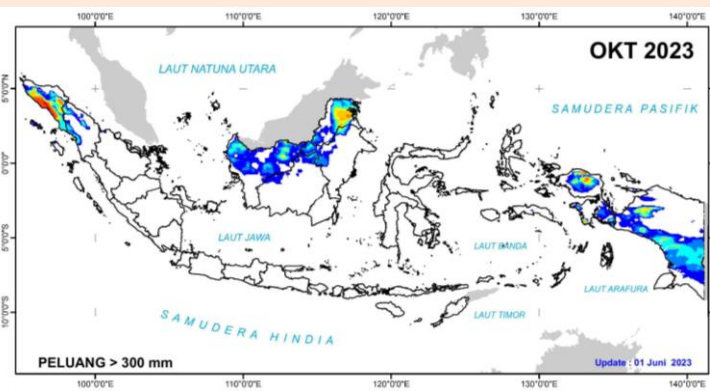 100°0'0"E 110°0'0"E 120°0'0"E 130°0'0"E 140°0'0"E
OKT 2023
LAUT NATUNA UTARA
5°0'0"N
SAMUDERA PASIFIK
0°0'0"
LAUT JAWA
LAUT BANDA
5°0'0"S
LAUT ARAFURA
10°0'0"S
SAMUDERA HINDIA
LAUT TIMOR
PELUANG > 300 mm
Update : 01 Juni 2023
100°0'0"E 110°0'0"E 120°0'0"E 130°0'0"E 140°0'0"E